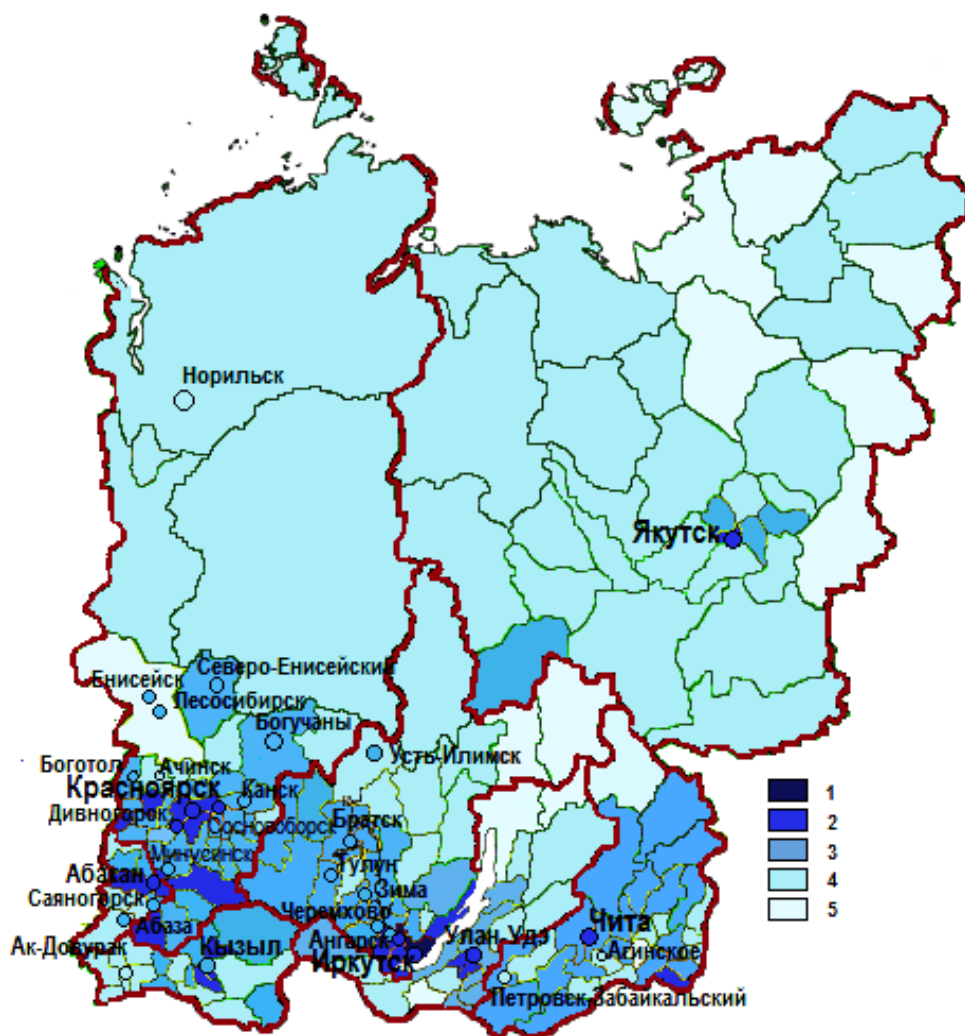 Норильск
Якутск
Северо-Енисейский
Енисейск
Лесосибирск
Богучаны
Усть-Илимск
Боготол
Ачинск
Красноярск
Канск
Дивногорск
Сосновоборск
Братск
Минусинск
Тулун
Абакан
Зима
Саяногорск
Черемхово
Абаза
Чита
Ак-Довурак
Кызыл
Ангарск
Улан-Удэ
Агинское
Иркутск
Петровск-Забайкальский
1
2
3
4
5